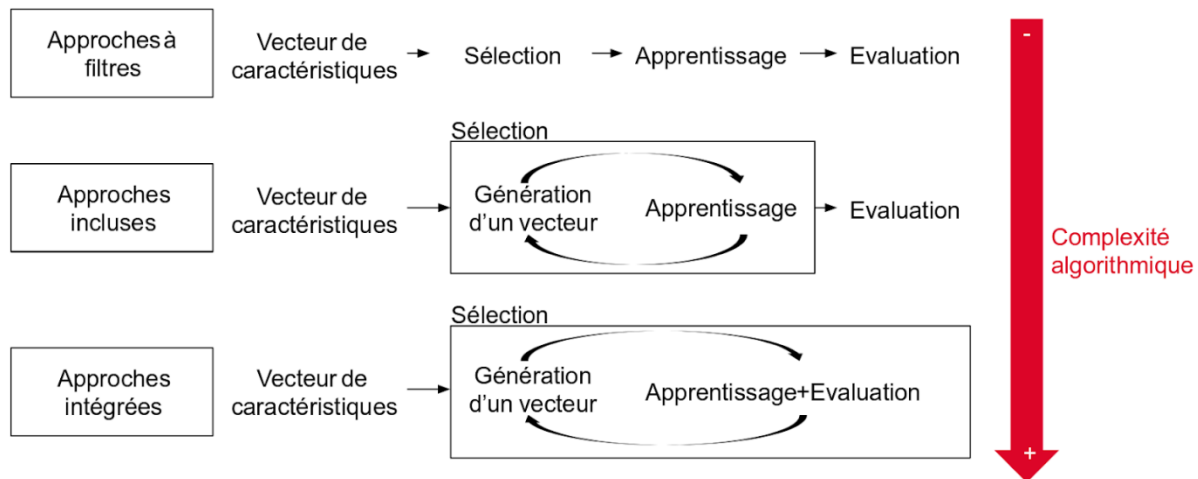 Approches à
filtres
Vecteur de
caractéristiques
Sélection
Apprentissage
Evaluation
-
Sélection
Approches
incluses
Vecteur de
caractéristiques
Génération
d'un vecteur
Apprentissage
Evaluation
Complexité
algorithmique
Sélection
Approches
intégrées
Vecteur de
caractéristiques
Génération
d'un vecteur
Apprentissage+Evaluation
+